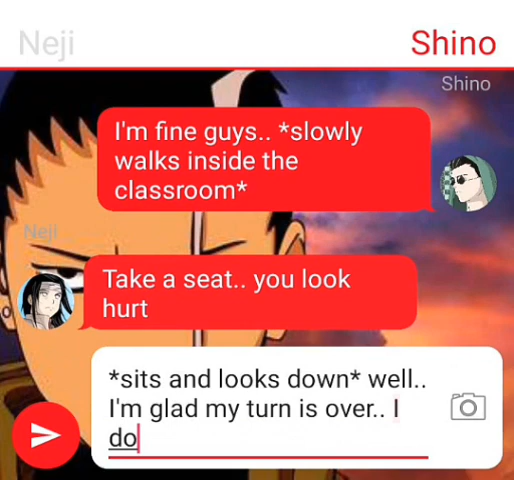 Neji
Shino
Shino
I'm fine guys.. *slowly
walks inside the
classroom*
Neji
Take a seat.. you look
hurt
*sits and looks down* well..
I'm glad my turn is over.. I
do